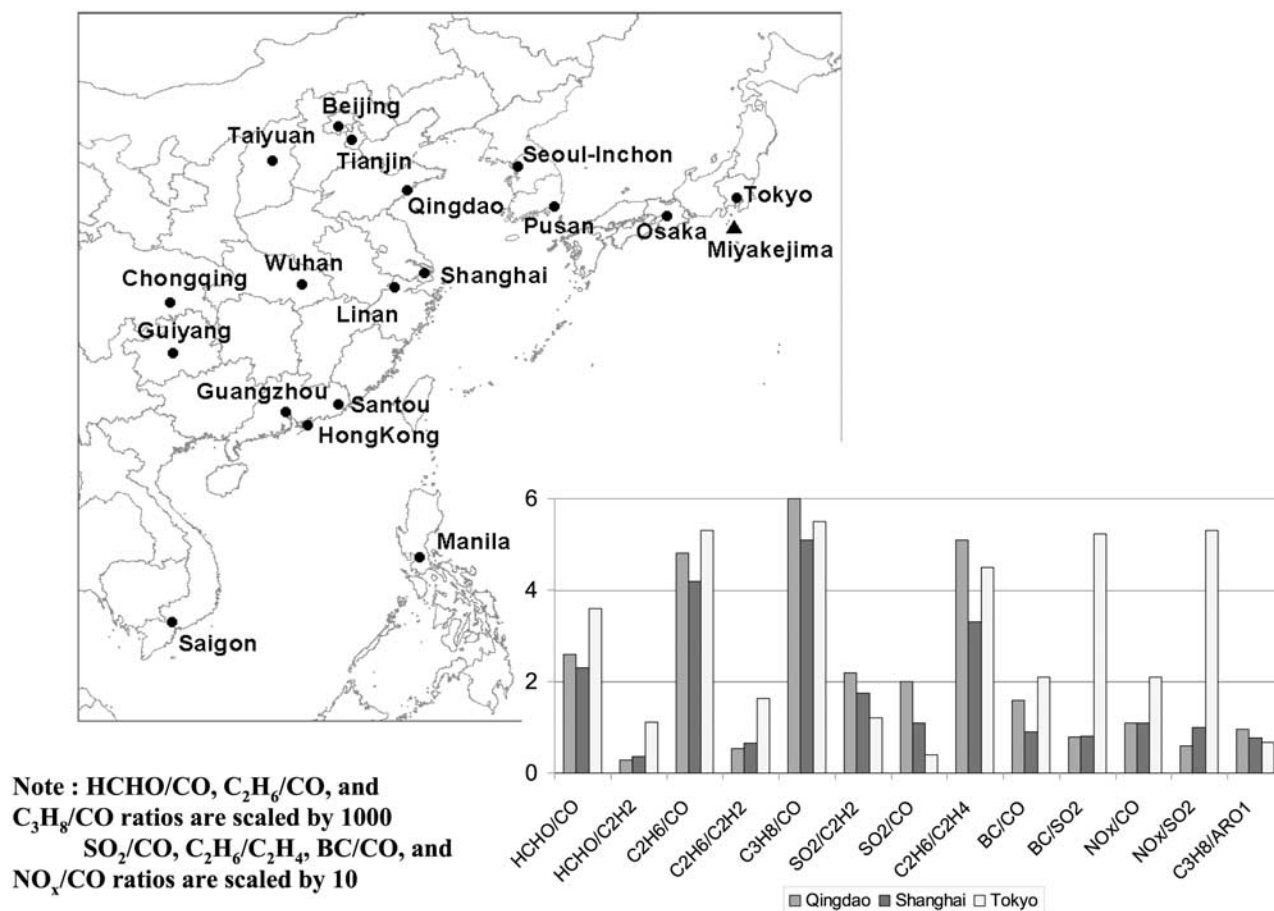 Beijing
Taiyuan
Tianjin
Seoul-Inchon
Qingdao
Tokyo
Pusan
Osaka
Miyakejima
Wuhan
Shanghai
Chongqing
Linan
Guiyang
Guangzhou
Santou
HongKong
Manila
Saigon
6
4
2
0
HCHO/CO
HCHO/C2H2
C2H6/CO
C2H6/C2H2
C3H8/CO
SO2/C2H2
SO2/CO
C2H6/C2H4
BC/CO
BC/SO2
NOx/CO
NOx/SO2
C3H8/ARO1
Qingdao Shanghai Tokyo
Note : HCHO/CO, C₂H₆/CO, and
C₃H₈/CO ratios are scaled by 1000
SO₂/CO, C₂H₆/C₂H₄, BC/CO, and
NOₓ/CO ratios are scaled by 10